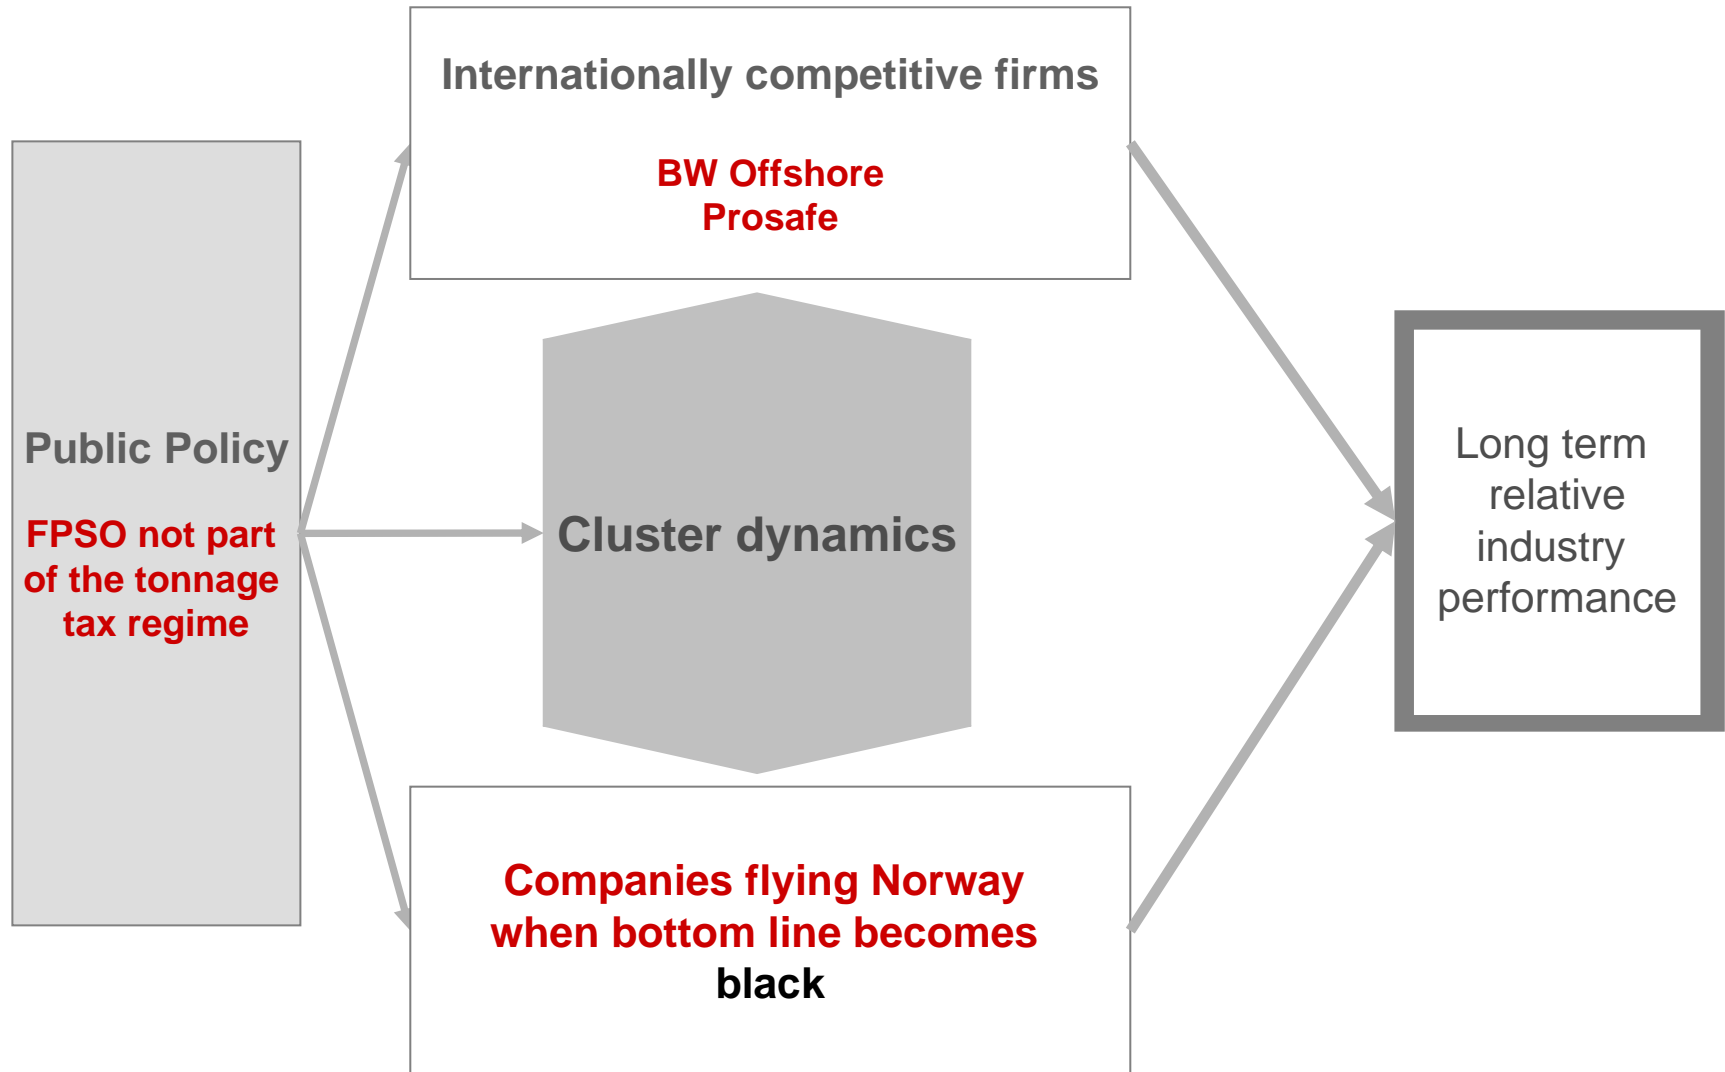 Internationally competitive firms
BW Offshore
Prosafe
Public Policy
FPSO not part
of the tonnage
tax regime
Cluster dynamics
Long term
relative
industry
performance
Companies flying Norway
when bottom line becomes
black